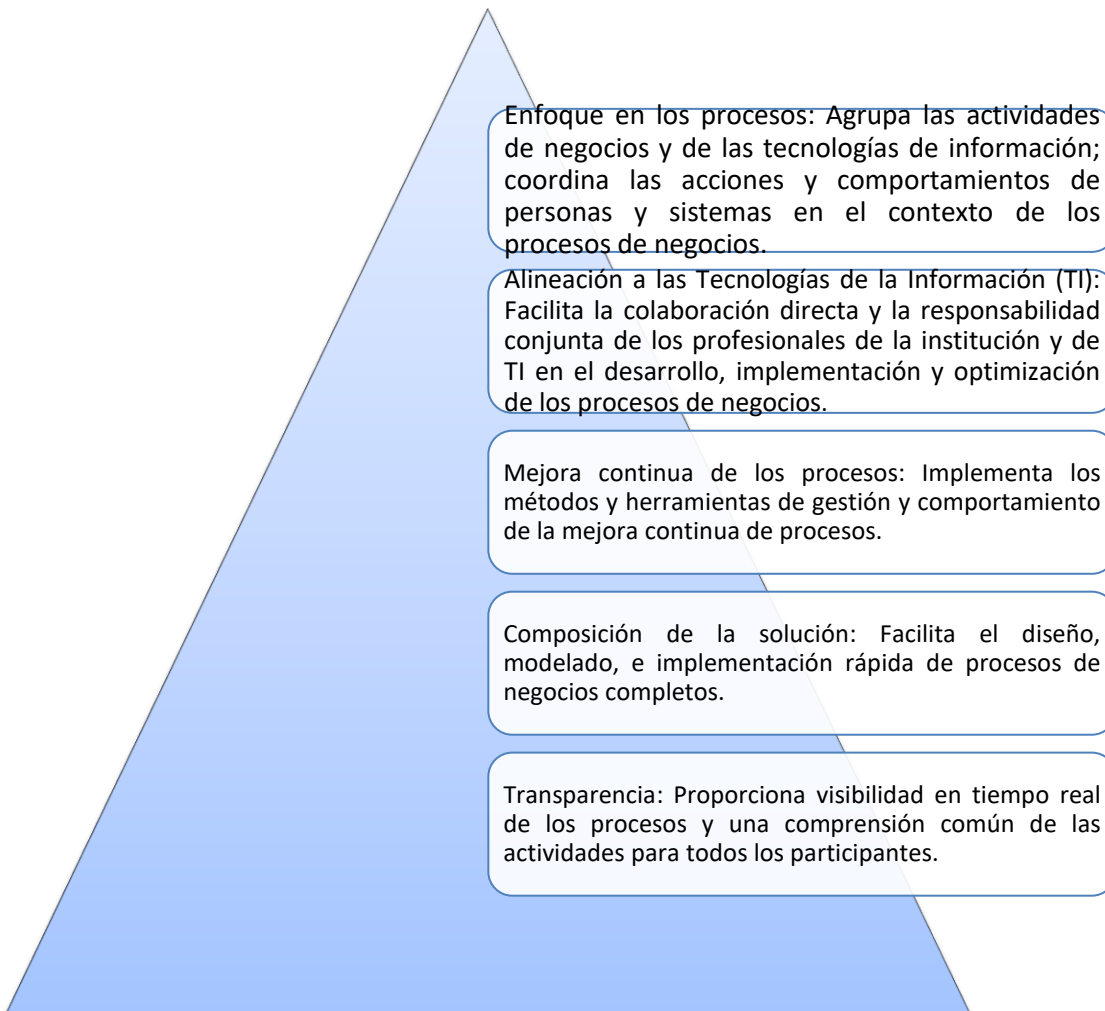 Enfoque en los procesos: Agrupa las actividades
de negocios y de las tecnologías de información;
coordina las acciones y comportamientos de
personas y sistemas en el contexto de los
procesos de negocios.
Alineación a las Tecnologías de la Información (TI):
Facilita la colaboración directa y la responsabilidad
conjunta de los profesionales de la institución y de
TI en el desarrollo, implementación y optimización
de los procesos de negocios.
Mejora continua de los procesos: Implementa los
métodos y herramientas de gestión y comportamiento
de la mejora continua de procesos.
Composición de la solución: Facilita el diseño,
modelado, e implementación rápida de procesos de
negocios completos.
Transparencia: Proporciona visibilidad en tiempo real
de los procesos y una comprensión común de las
actividades para todos los participantes.